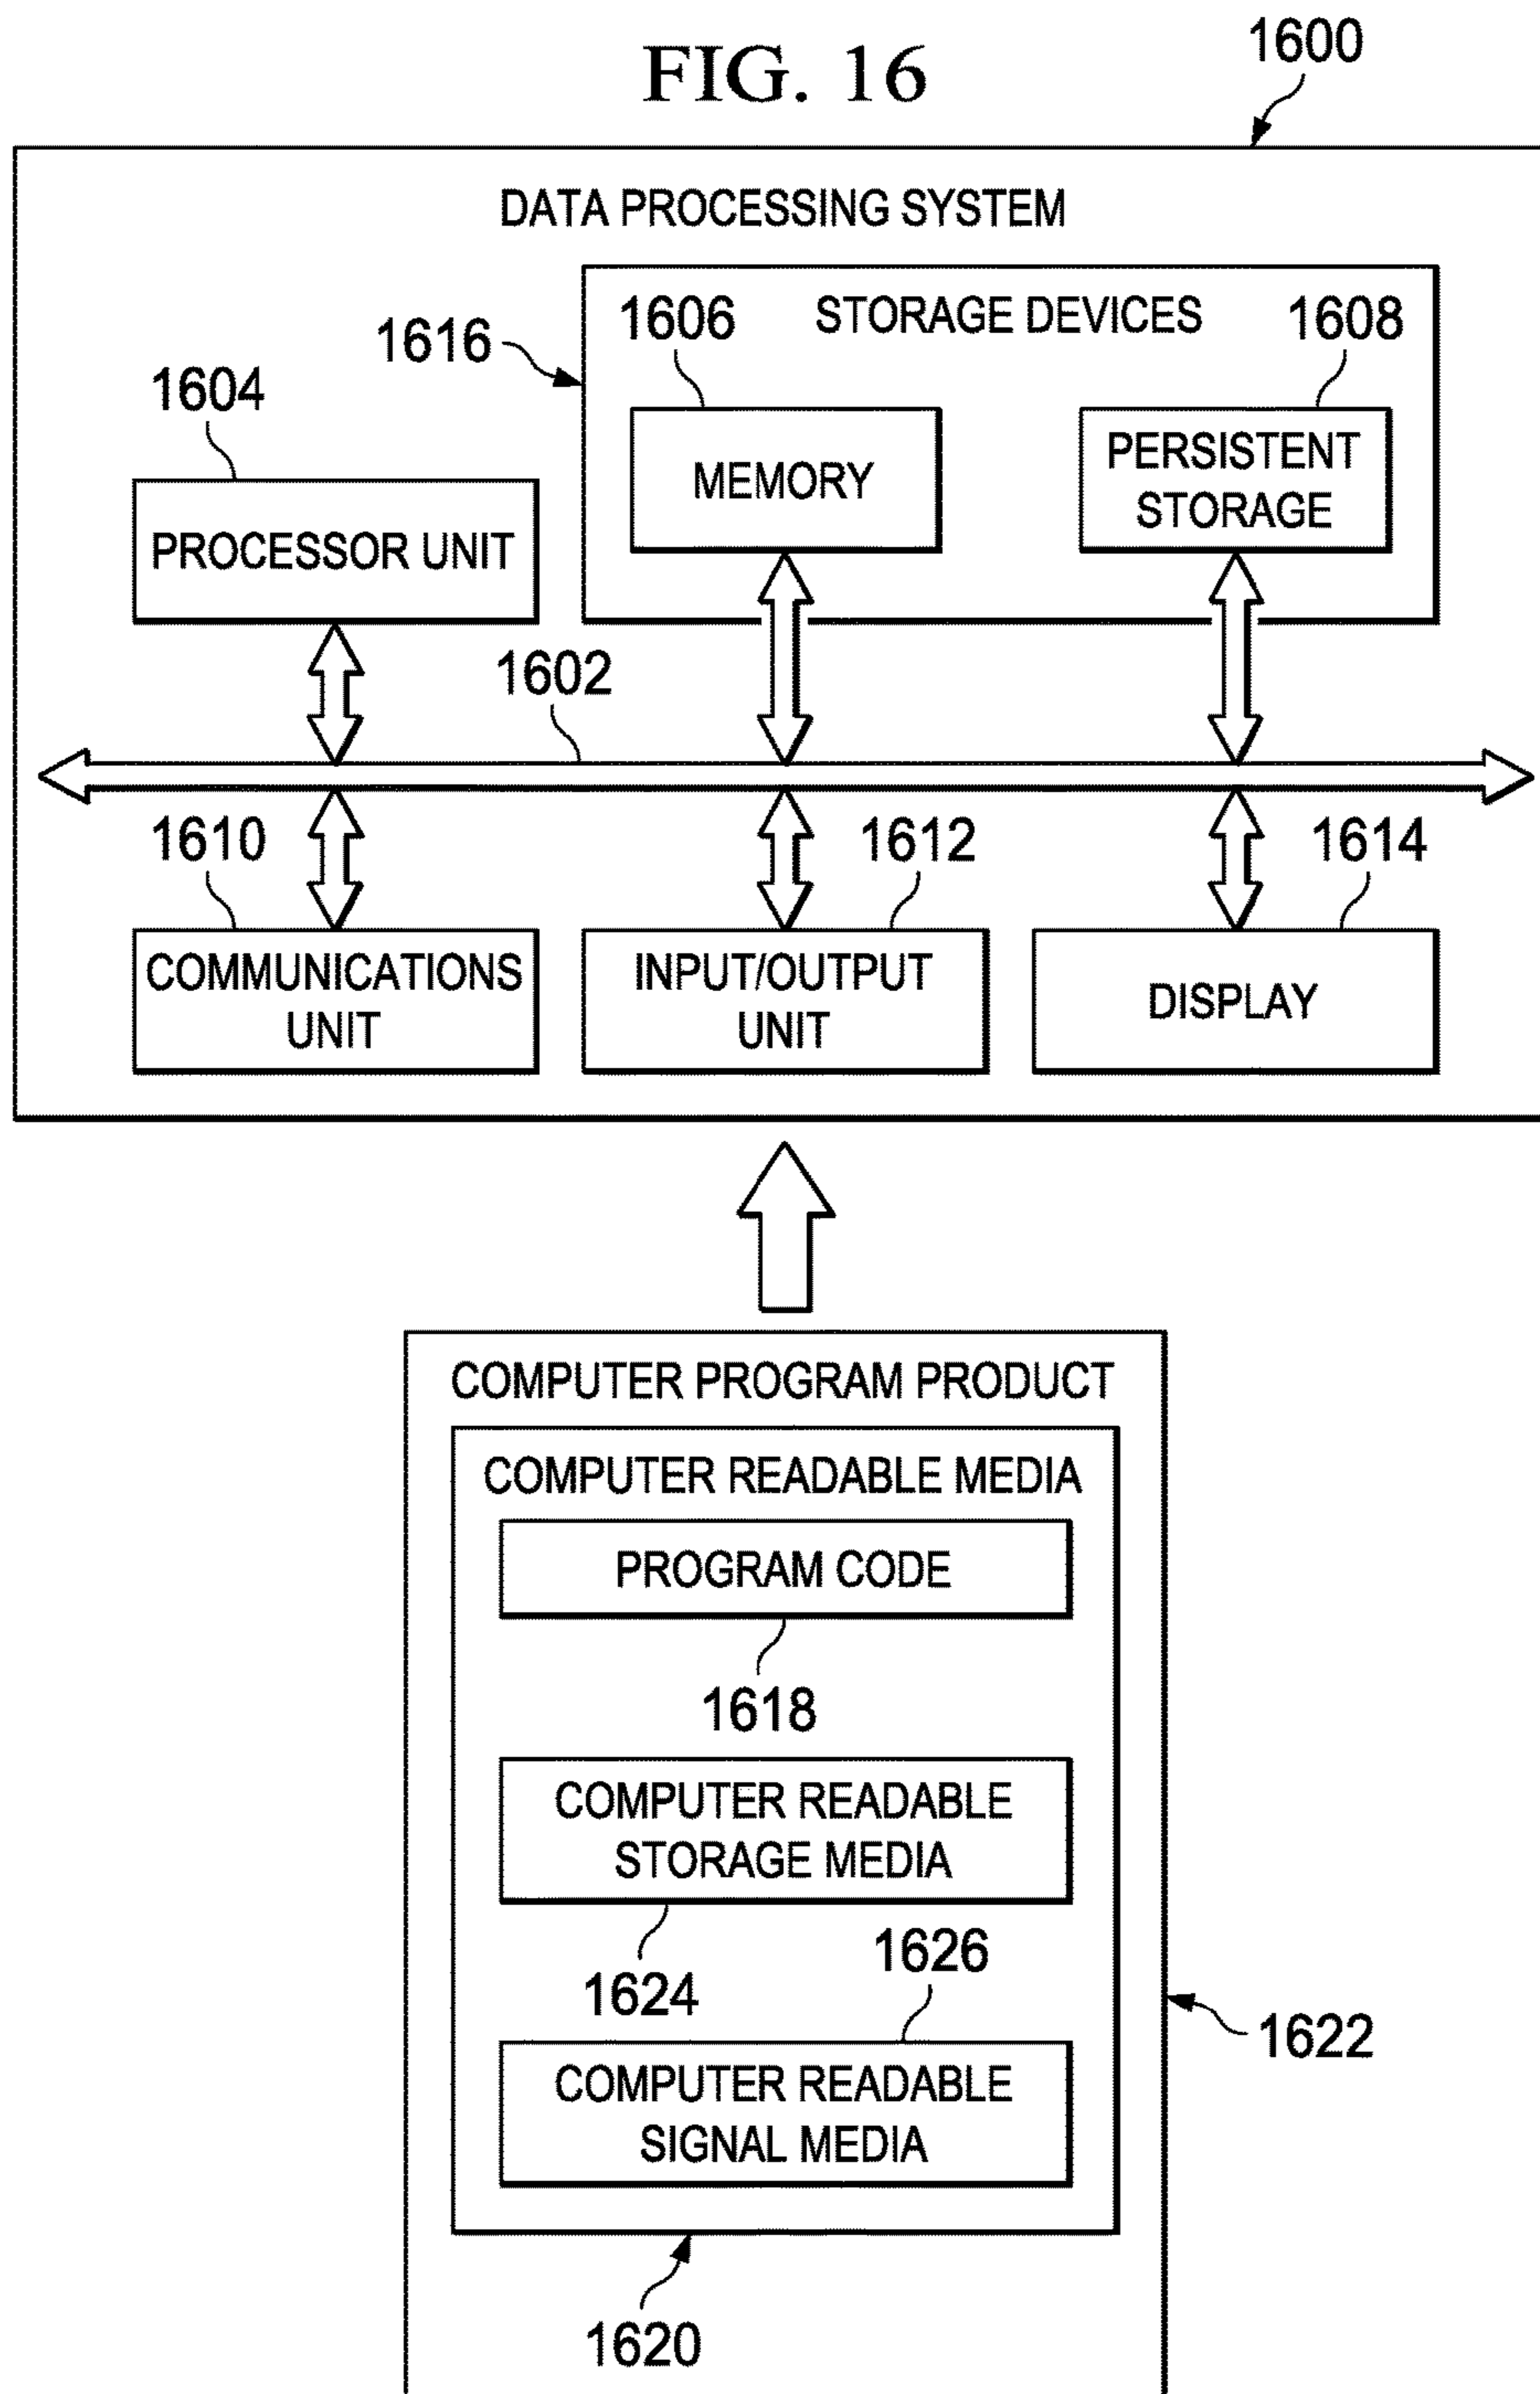 FIG. 16
1600
DATA PROCESSING SYSTEM
STORAGE DEVICES
1616
1606
1608
1604
MEMORY
PERSISTENT
STORAGE
PROCESSOR UNIT
1602
1610
1612
1614
COMMUNICATIONS
UNIT
INPUT/OUTPUT
UNIT
DISPLAY
COMPUTER PROGRAM PRODUCT
COMPUTER READABLE MEDIA
PROGRAM CODE
1618
COMPUTER READABLE
STORAGE MEDIA
1624
1626
COMPUTER READABLE
SIGNAL MEDIA
1622
1620